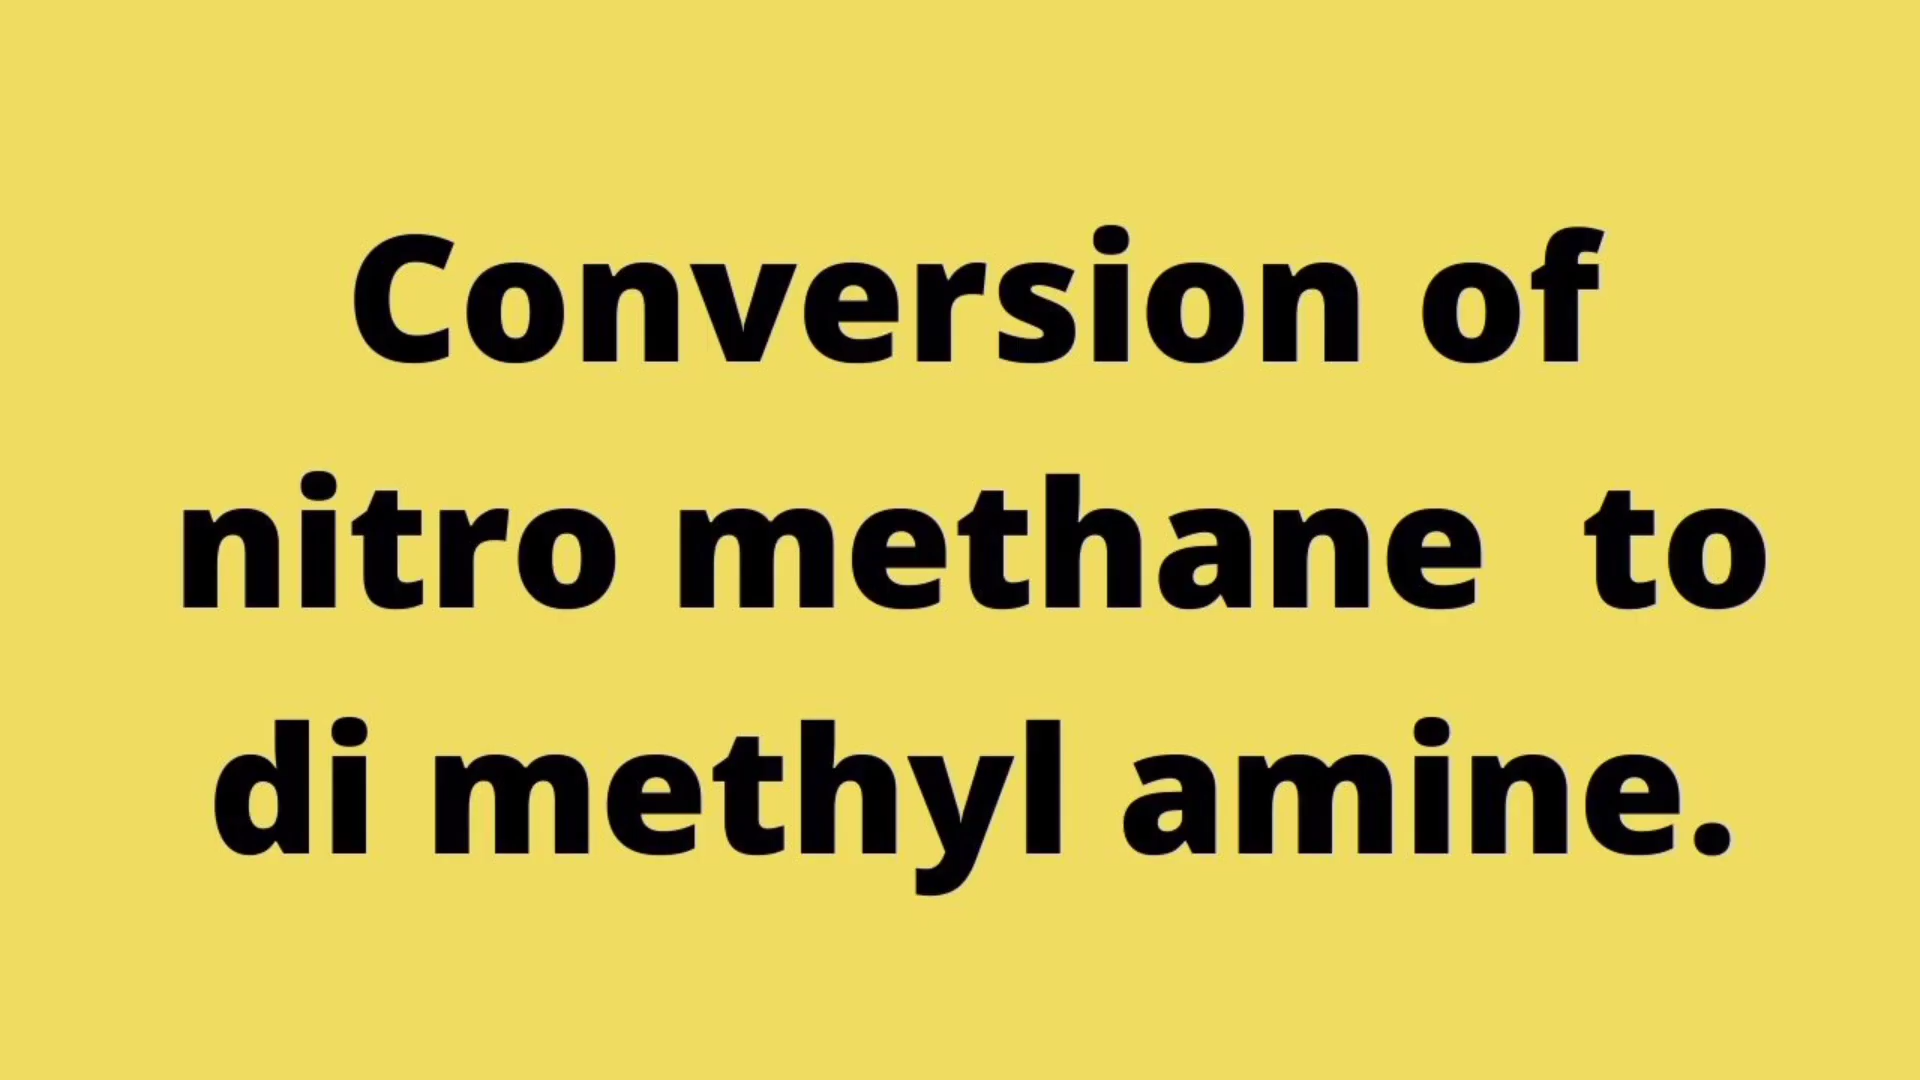 Conversion of
nitro methane to
di methyl amine.